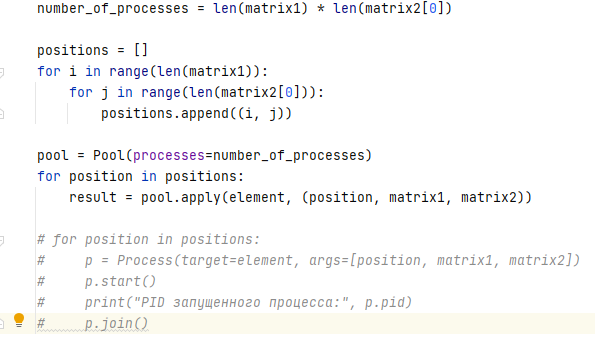 number_of_processes = len(matrix1) * len(matrix2[0])
positions = []
for i in range(len(matrix1)):
    for j in range(len(matrix2[0])):
        positions.append((i, j))
pool = Pool(processes=number_of_processes)
for position in positions:
    result = pool.apply(element, (position, matrix1, matrix2))
# for position in positions:
#     p = Process(target=element, args=[position, matrix1, matrix2])
#     p.start()
#     print("PID запущенного процесса:", p.pid)
#     p.join()